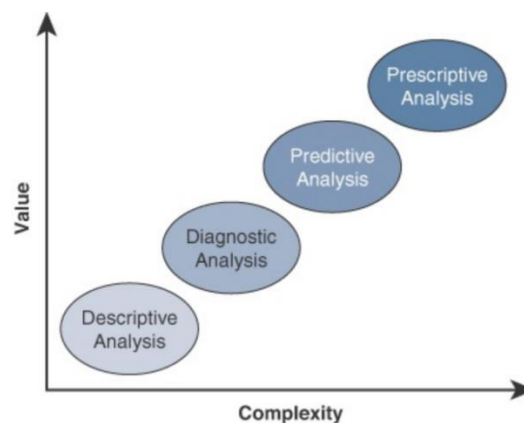 Prescriptive
Analysis
Predictive
Analysis
Diagnostic
Analysis
Descriptive
Analysis
Value
Complexity